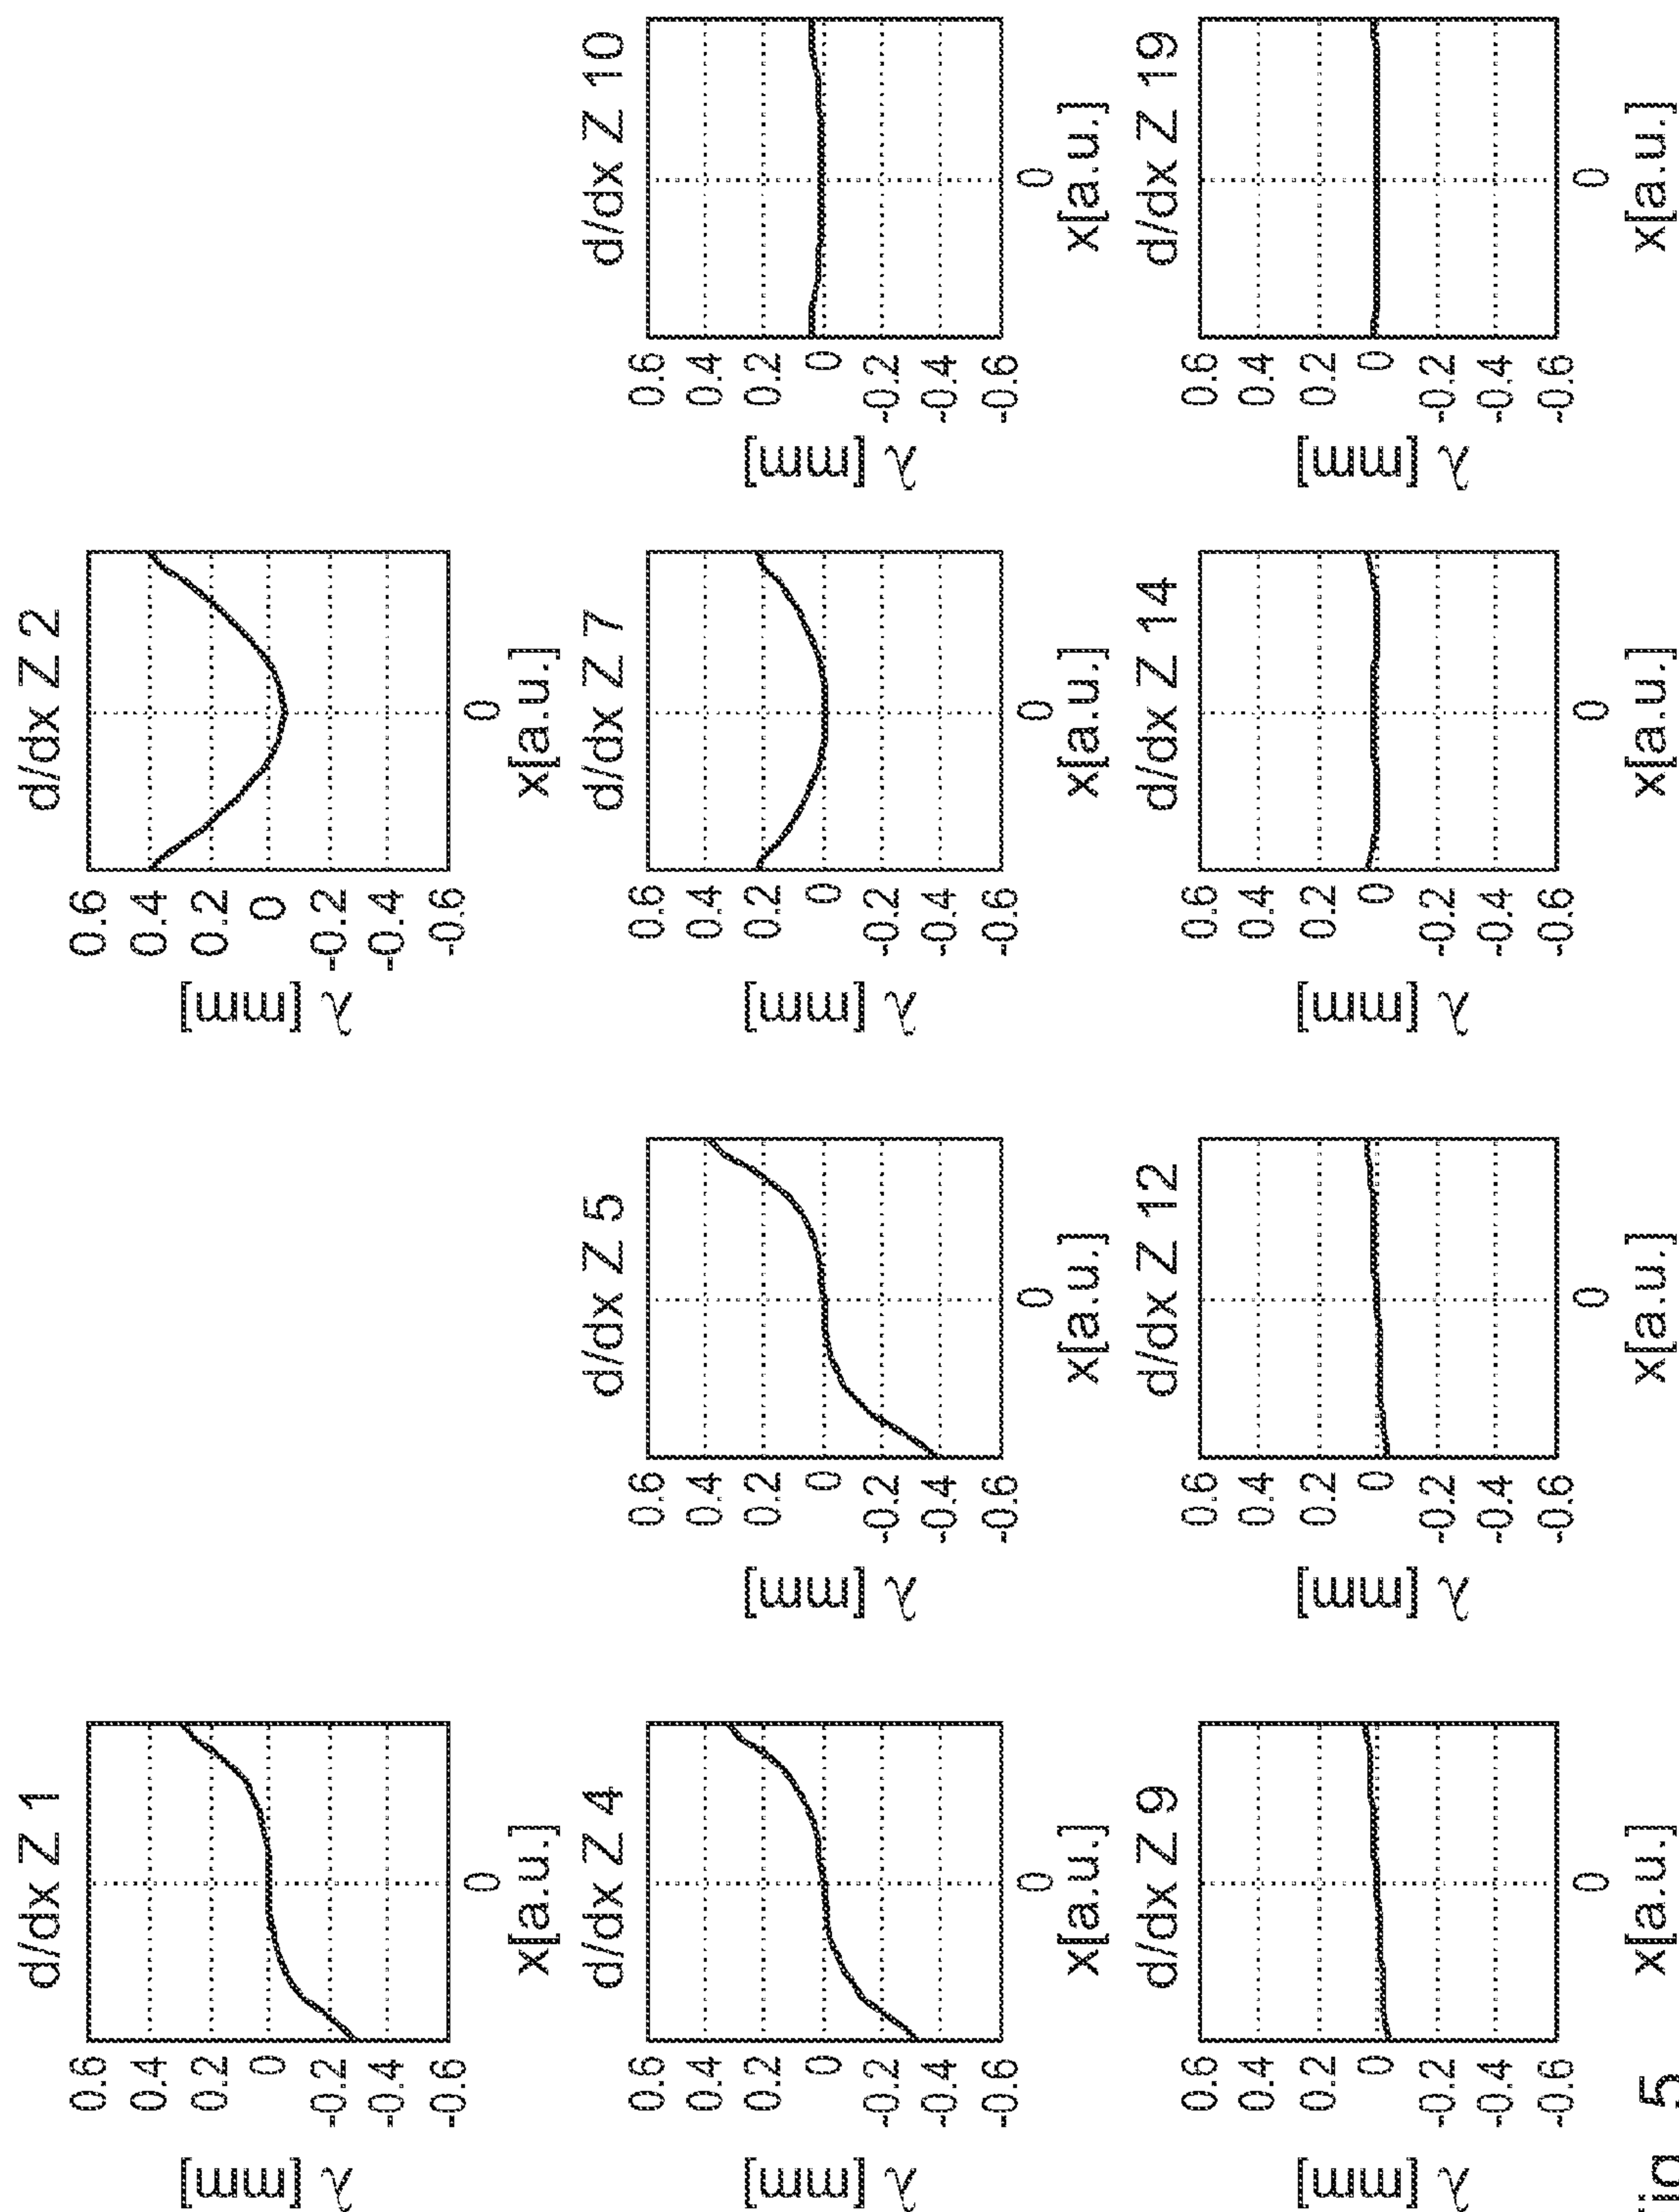 d/dx Z 1
λ [mm]
0.6
0.4
0.2
0
-0.2
-0.4
-0.6
0
x[a.u.]
d/dx Z 2
λ [mm]
0.6
0.4
0.2
0
-0.2
-0.4
-0.6
0
x[a.u.]
d/dx Z 4
λ [mm]
0.6
0.4
0.2
0
-0.2
-0.4
-0.6
0
x[a.u.]
d/dx Z 5
λ [mm]
0.6
0.4
0.2
0
-0.2
-0.4
-0.6
0
x[a.u.]
d/dx Z 7
λ [mm]
0.6
0.4
0.2
0
-0.2
-0.4
-0.6
0
x[a.u.]
d/dx Z 10
λ [mm]
0.6
0.4
0.2
0
-0.2
-0.4
-0.6
0
x[a.u.]
d/dx Z 9
λ [mm]
0.6
0.4
0.2
0
-0.2
-0.4
-0.6
0
x[a.u.]
d/dx Z 12
λ [mm]
0.6
0.4
0.2
0
-0.2
-0.4
-0.6
0
x[a.u.]
d/dx Z 14
λ [mm]
0.6
0.4
0.2
0
-0.2
-0.4
-0.6
0
x[a.u.]
d/dx Z 19
λ [mm]
0.6
0.4
0.2
0
-0.2
-0.4
-0.6
0
x[a.u.]
Fig. 5